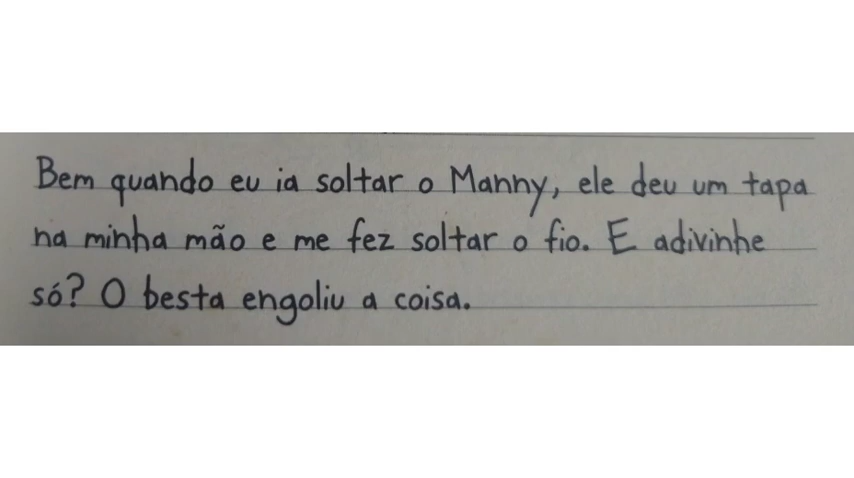 Bem quando eu ia soltar o Manny, ele deu um tapa
na minha mão e me fez soltar o fio. E adivinhe
só? O besta engoliu a coisa.